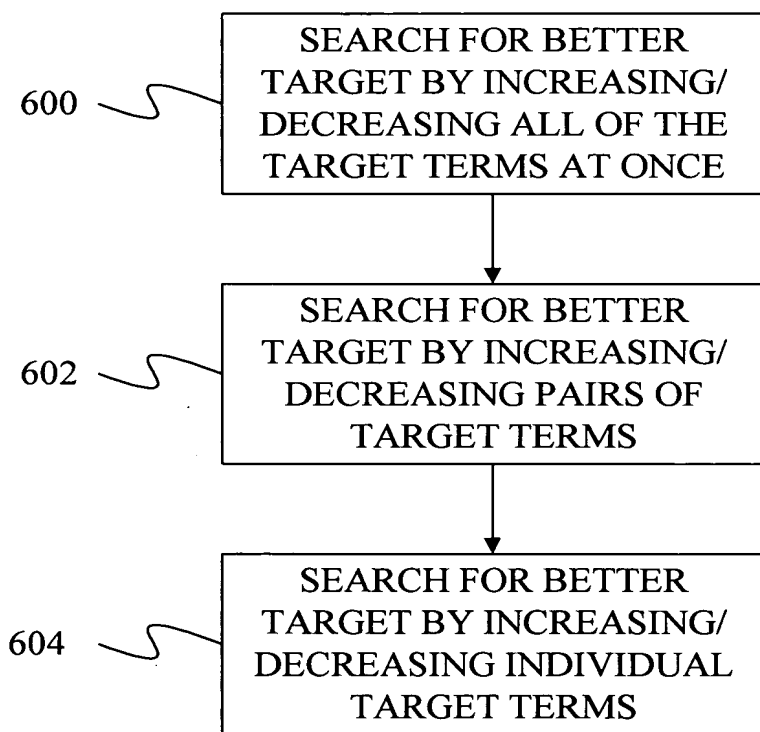 600
SEARCH FOR BETTER
TARGET BY INCREASING/
DECREASING ALL OF THE
TARGET TERMS AT ONCE
602
SEARCH FOR BETTER
TARGET BY INCREASING/
DECREASING PAIRS OF
TARGET TERMS
604
SEARCH FOR BETTER
TARGET BY INCREASING/
DECREASING INDIVIDUAL
TARGET TERMS